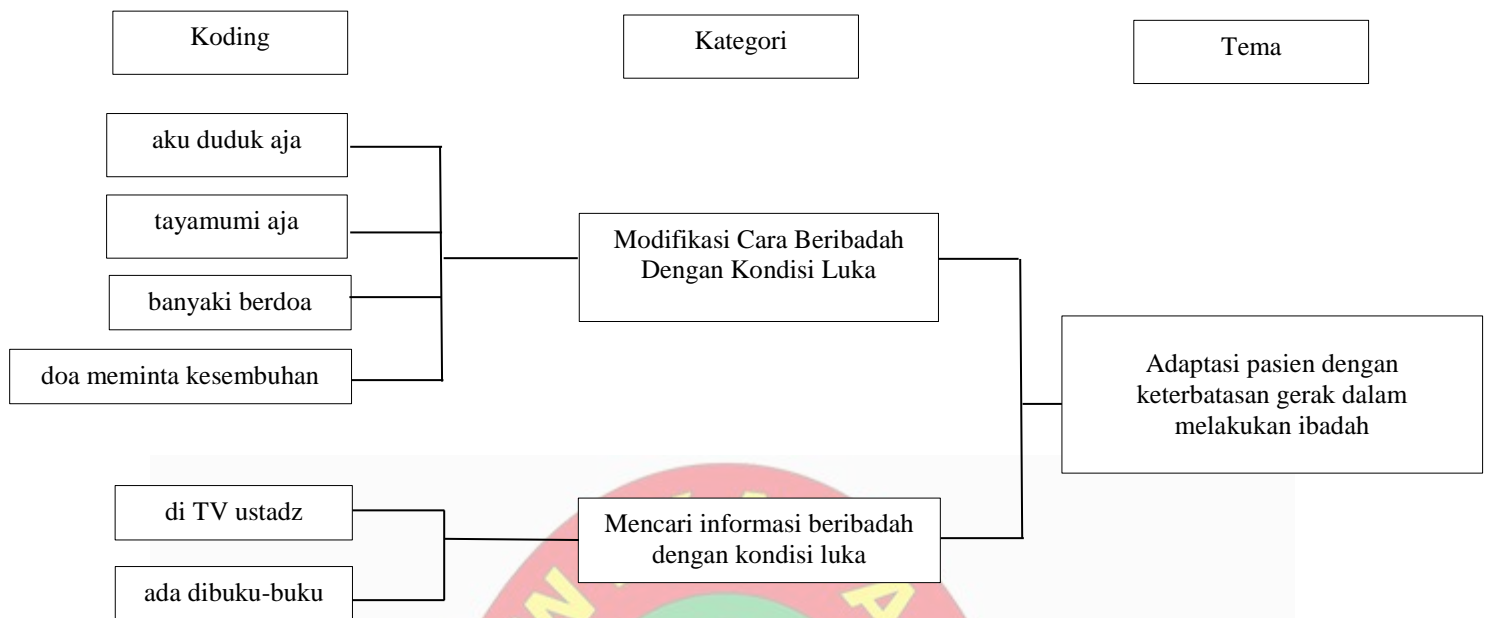 Koding
Kategori
Tema
aku duduk aja
tayamumi aja
banyaki berdoa
doa meminta kesembuhan
Modifikasi Cara Beribadah
Dengan Kondisi Luka
Adaptasi pasien dengan
keterbatasan gerak dalam
melakukan ibadah
di TV ustadz
ada dibuku-buku
Mencari informasi beribadah
dengan kondisi luka